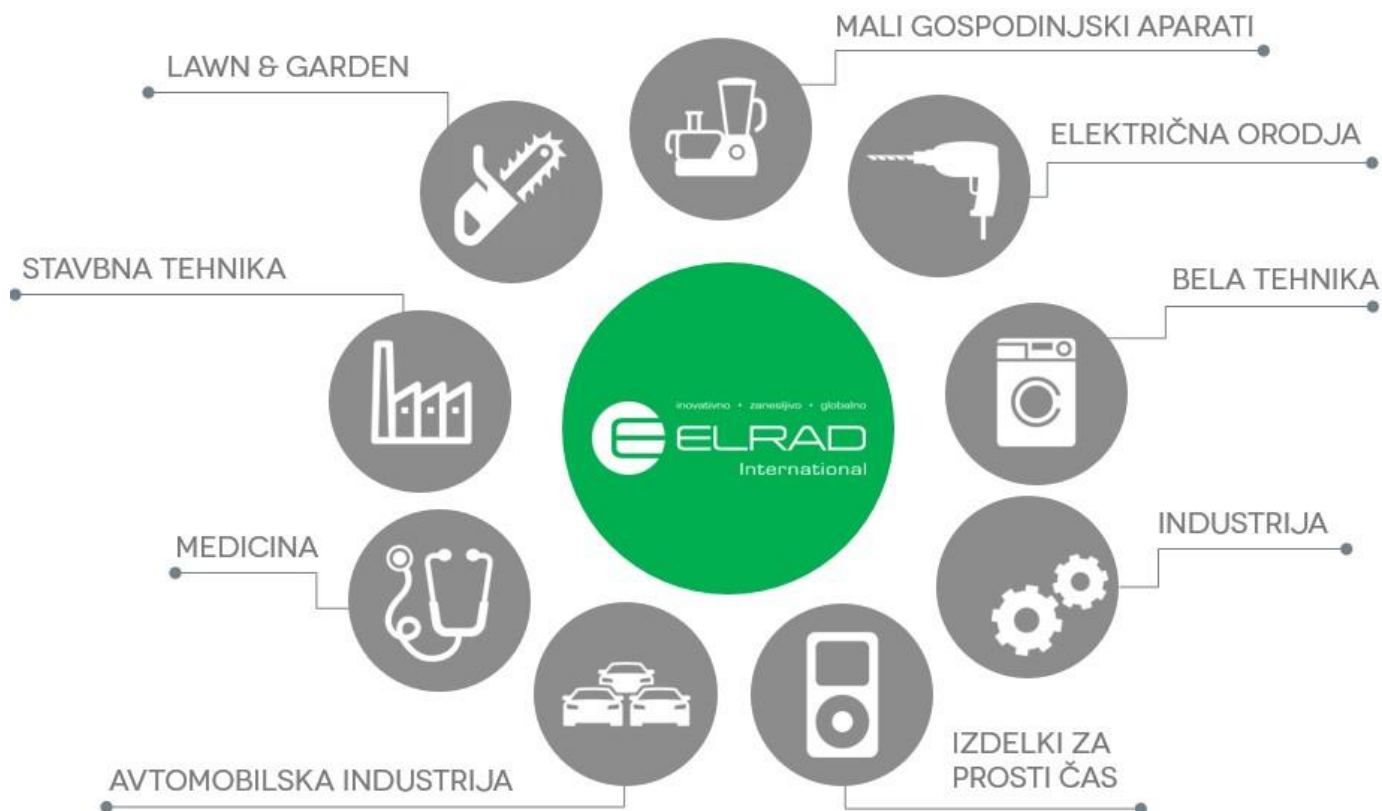 MALI GOSPODINJSKI APARATI
LAWN & GARDEN
ELEKTRIČNA ORODJA
STAVBNA TEHNIKA
BELA TEHNIKA
inovativno • zanesljivo • globalno
ELRAD
International
INDUSTRIJA
MEDICINA
IZDELKI ZA
PROSTI ČAS
AVTOMOBILSKA INDUSTRIJA